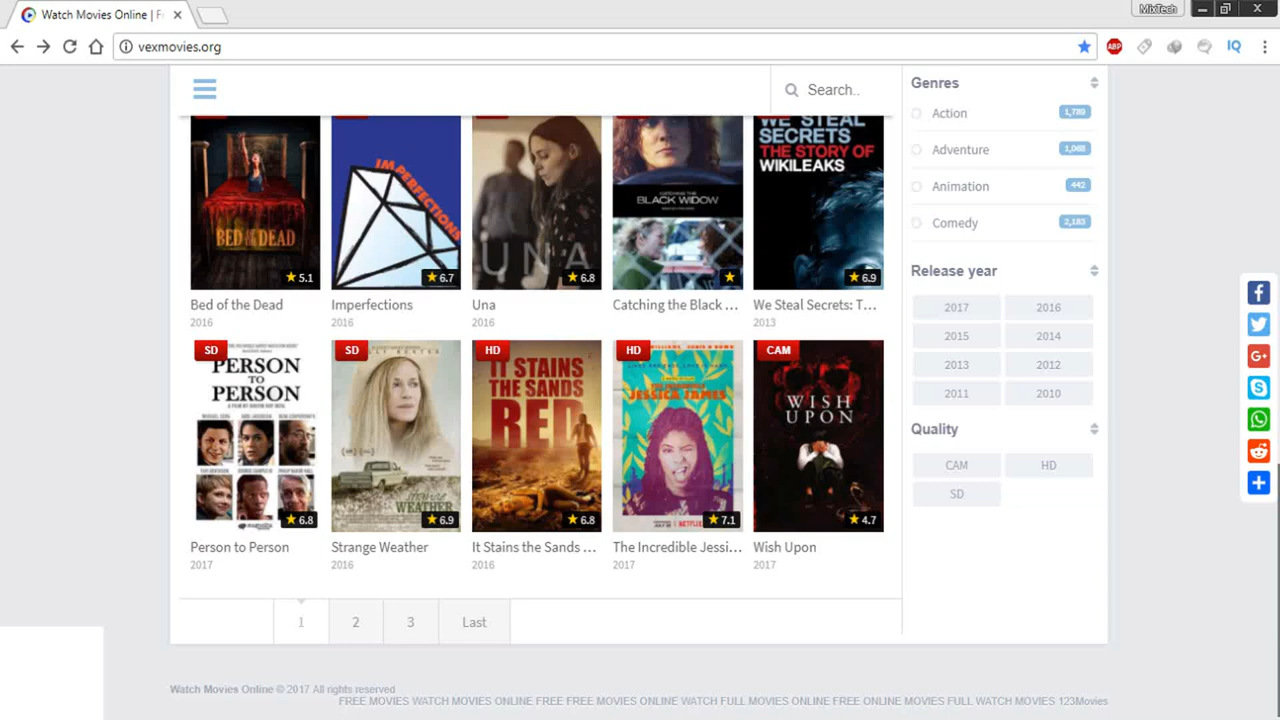 Watch Movies Online | F
MixTech
vexmovies.org
ABP
IQ
Search..
Genres
Action 1,789
Adventure 1,068
Animation 442
Comedy 2,183
Release year
2017 2016
2015 2014
2013 2012
2011 2010
Quality
CAM HD
SD
BED OF THE DEAD
5.1
IMPERFECTIONS
6.7
UNA
6.8
CATCHING THE
BLACK WIDOW
WE STEAL
SECRETS
THE STORY OF
WIKILEAKS
6.9
Bed of the Dead
2016
Imperfections
2016
Una
2016
Catching the Black ...
We Steal Secrets: T...
2013
SD
PERSON
TO
PERSON
6.8
SD
STRANGE
WEATHER
6.9
HD
IT STAINS
THE SANDS
RED
6.8
HD
THE INCREDIBLE
JESSICA JAMES
NETFLIX
7.1
CAM
WISH
UPON
4.7
Person to Person
2017
Strange Weather
2016
It Stains the Sands ...
2016
The Incredible Jessi...
2017
Wish Upon
2017
1 2 3 Last
Watch Movies Online © 2017 All rights reserved
FREE MOVIES WATCH MOVIES ONLINE FREE FREE MOVIES ONLINE WATCH FULL MOVIES ONLINE FREE ONLINE MOVIES FULL WATCH MOVIES 123Movies